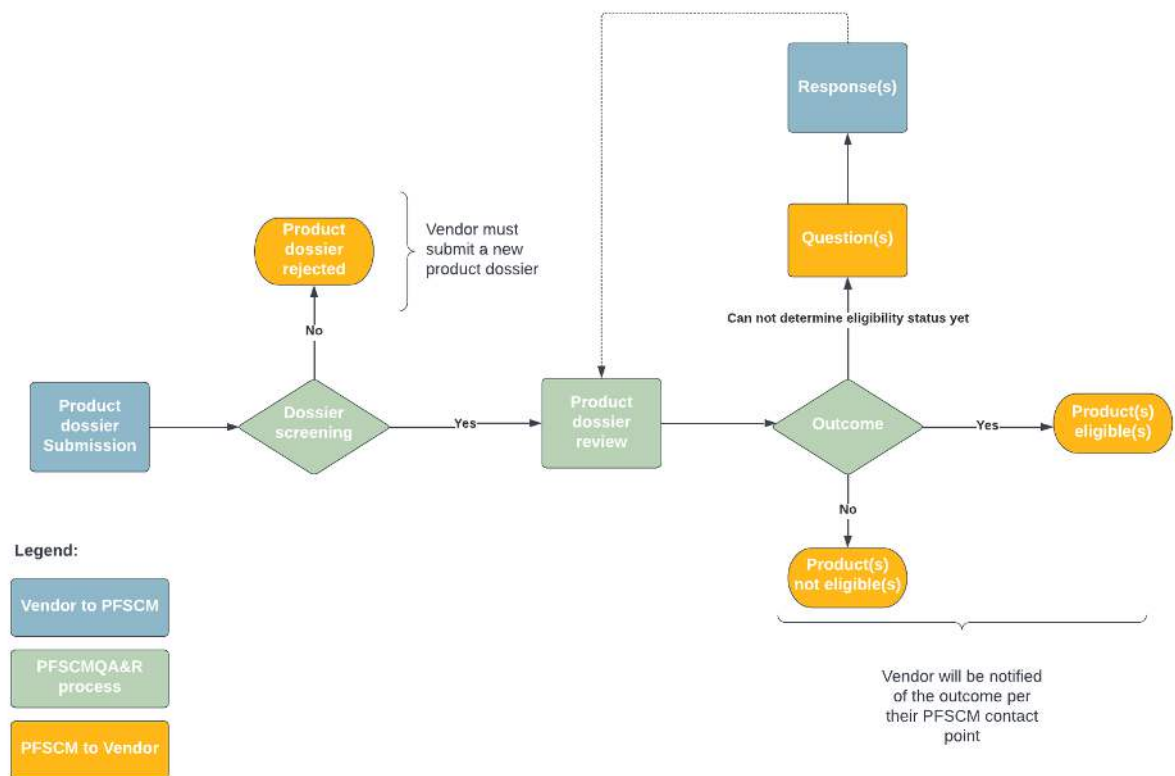 Response(s)
Product
dossier
rejected
Vendor must
submit a new
product dossier
Question(s)
Can not determine eligibility status yet
No
Product
dossier
Submission
Dossier
screening
Yes
Product
dossier
review
Outcome
Yes
Product(s)
eligible(s)
No
Product(s)
not eligible(s)
Legend:
Vendor to PFSCM
PFSCMQA&R
process
PFSCM to Vendor
Vendor will be notified
of the outcome per
their PFSCM contact
point